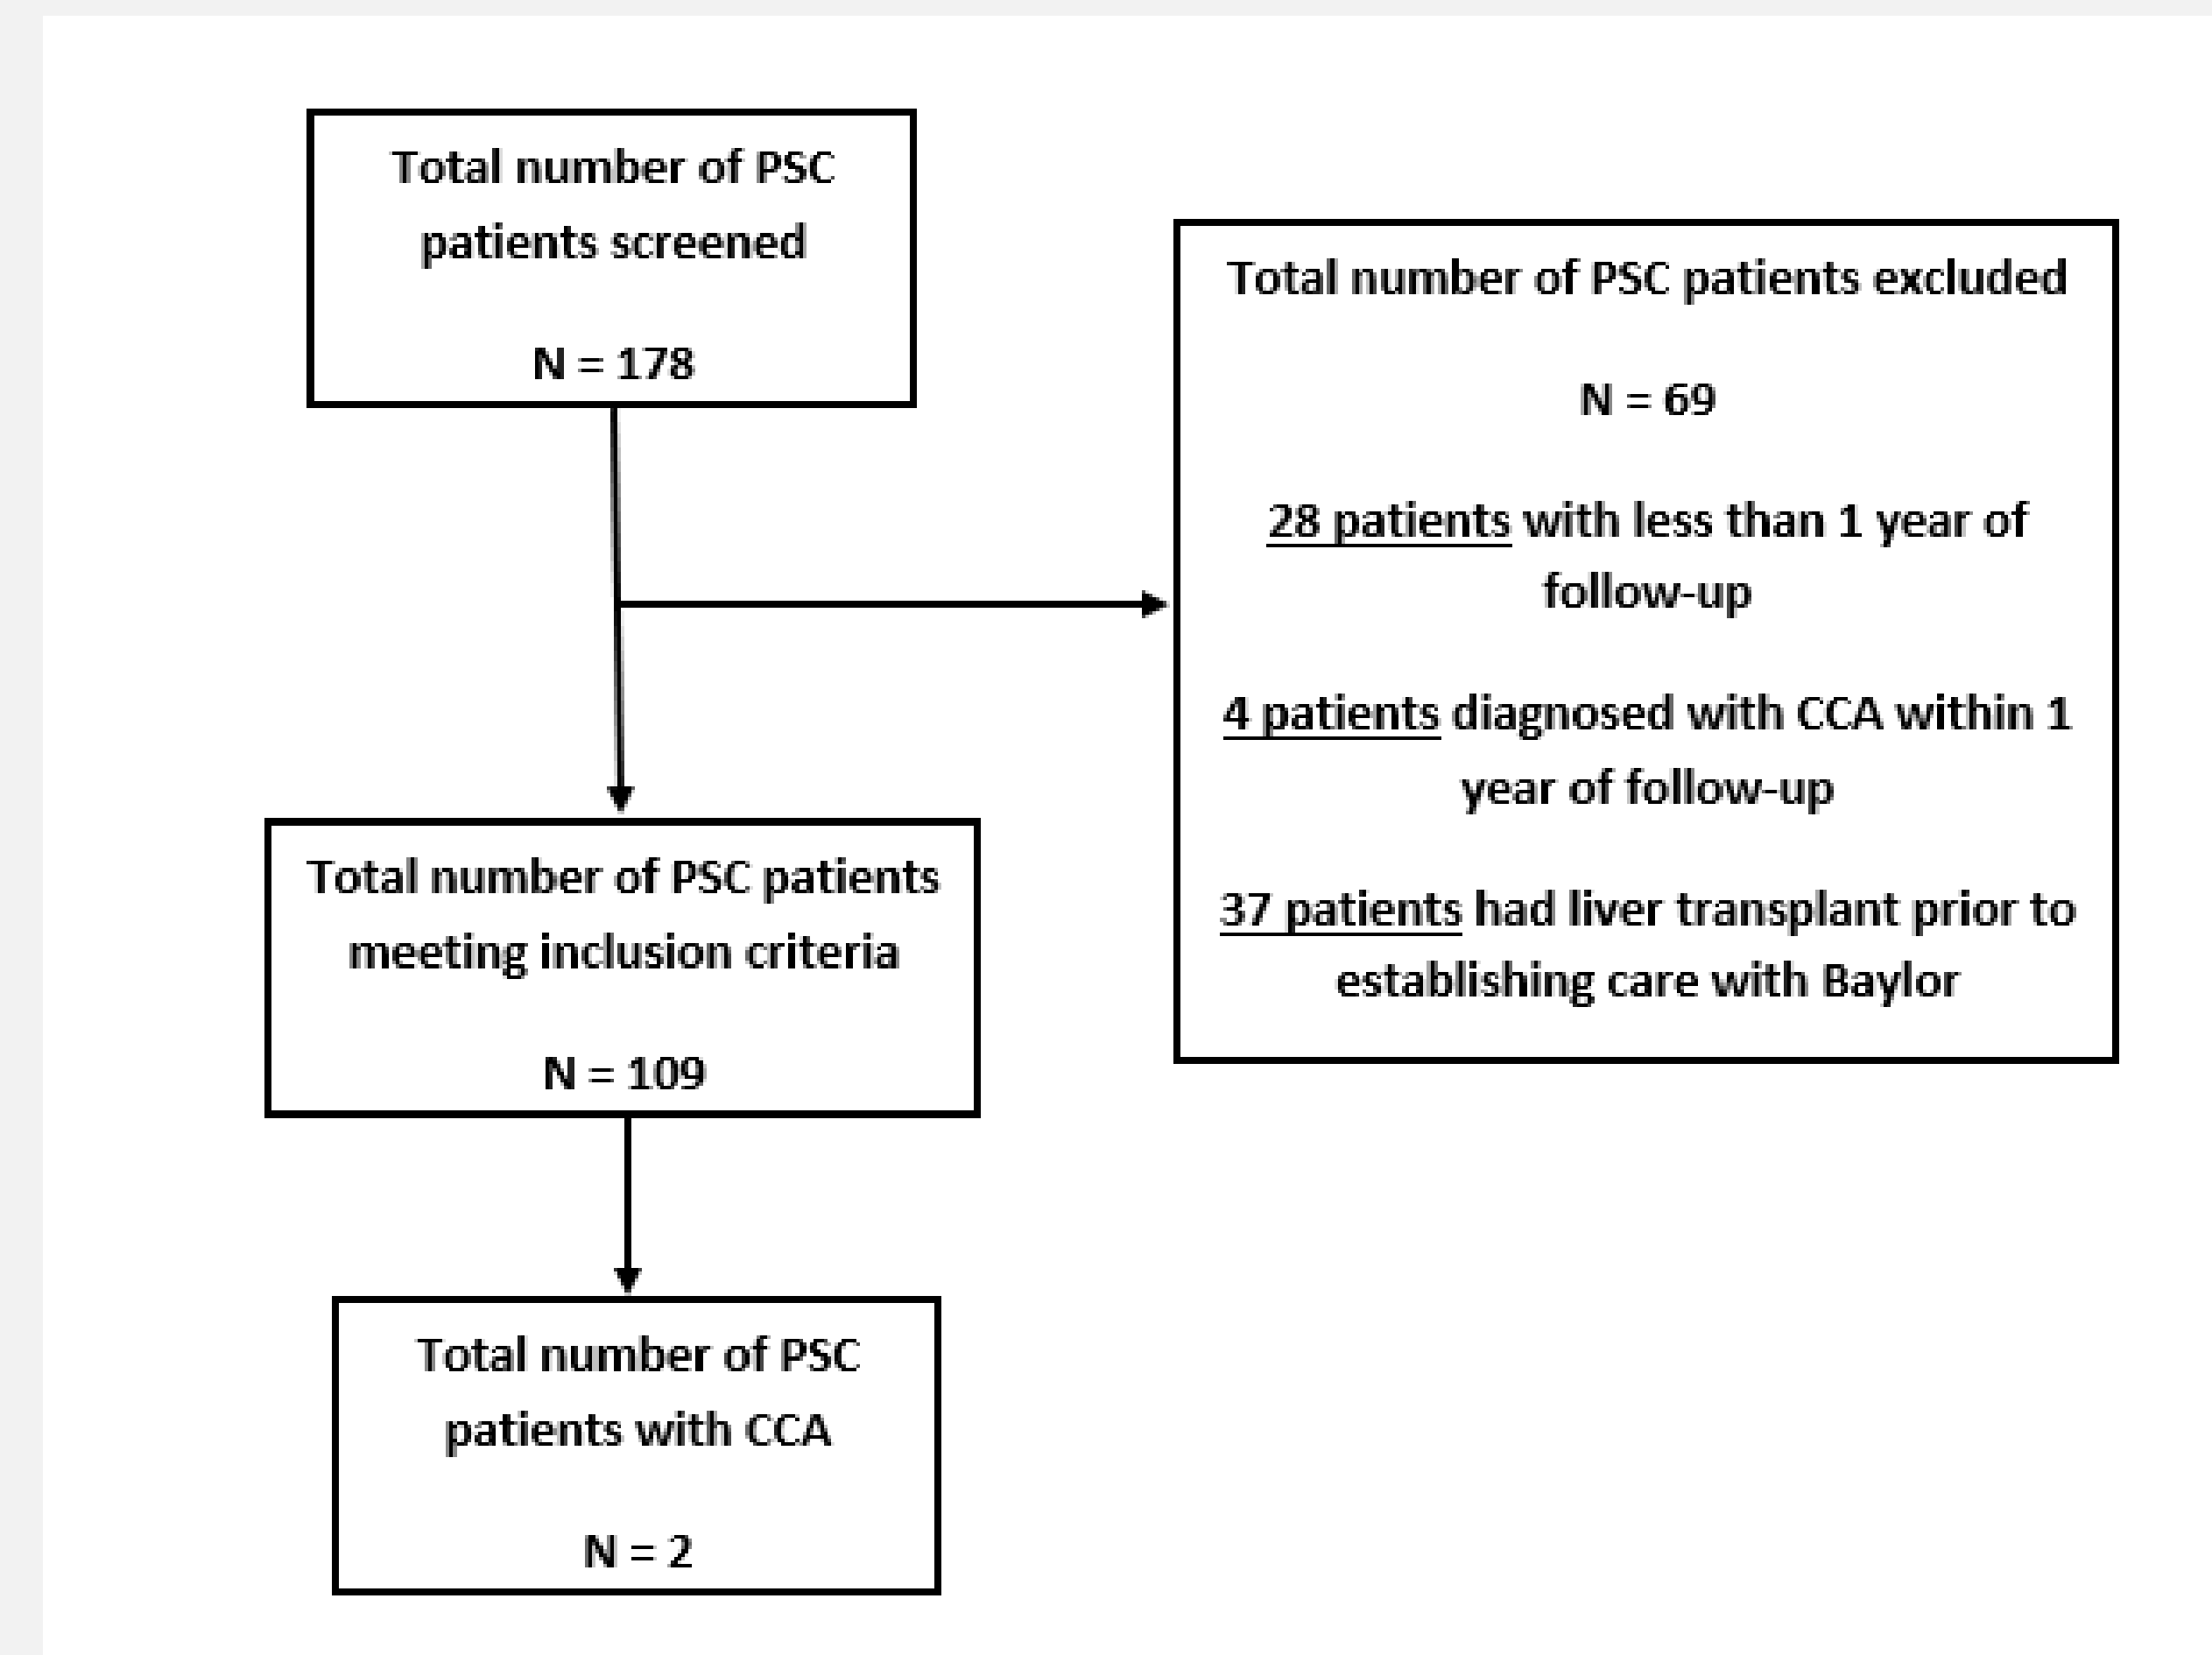 Total number of PSC
patients screened
N = 178
Total number of PSC patients excluded
N = 69
28 patients with less than 1 year of
follow-up
4 patients diagnosed with CCA within 1
year of follow-up
37 patients had liver transplant prior to
establishing care with Baylor
Total number of PSC patients
meeting inclusion criteria
N = 109
Total number of PSC
patients with CCA
N = 2